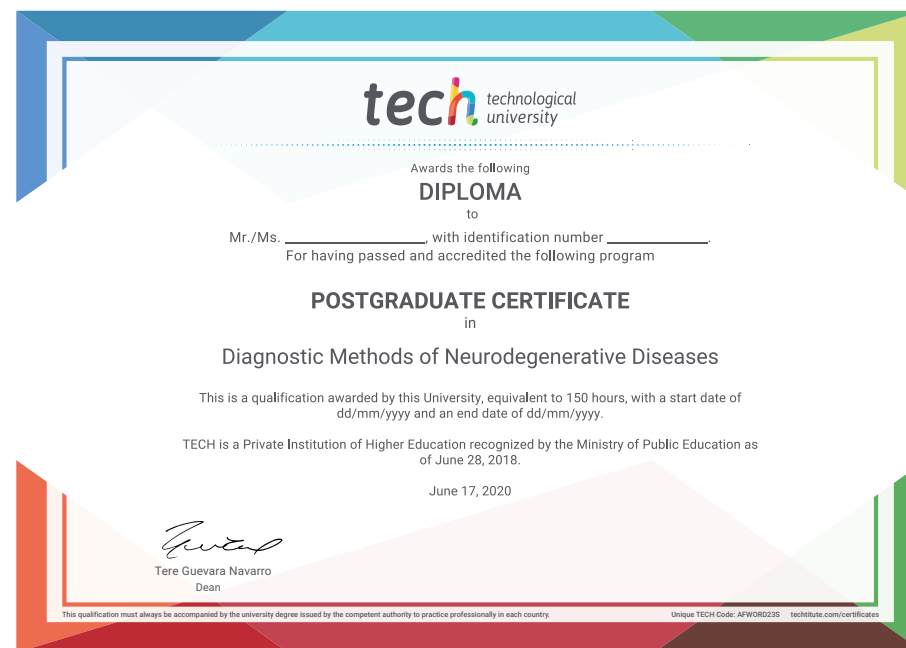 tech technological
university
Awards the following
DIPLOMA
to
Mr./Ms. ____________________, with identification number ______________.
For having passed and accredited the following program
POSTGRADUATE CERTIFICATE
in
Diagnostic Methods of Neurodegenerative Diseases
This is a qualification awarded by this University, equivalent to 150 hours, with a start date of
dd/mm/yyyy and an end date of dd/mm/yyyy.
TECH is a Private Institution of Higher Education recognized by the Ministry of Public Education as
of June 28, 2018.
June 17, 2020
Tere Guevara Navarro
Dean
This qualification must always be accompanied by the university degree issued by the competent authority to practice professionally in each country.
Unique TECH Code: AFWORD23S techtitute.com/certificates